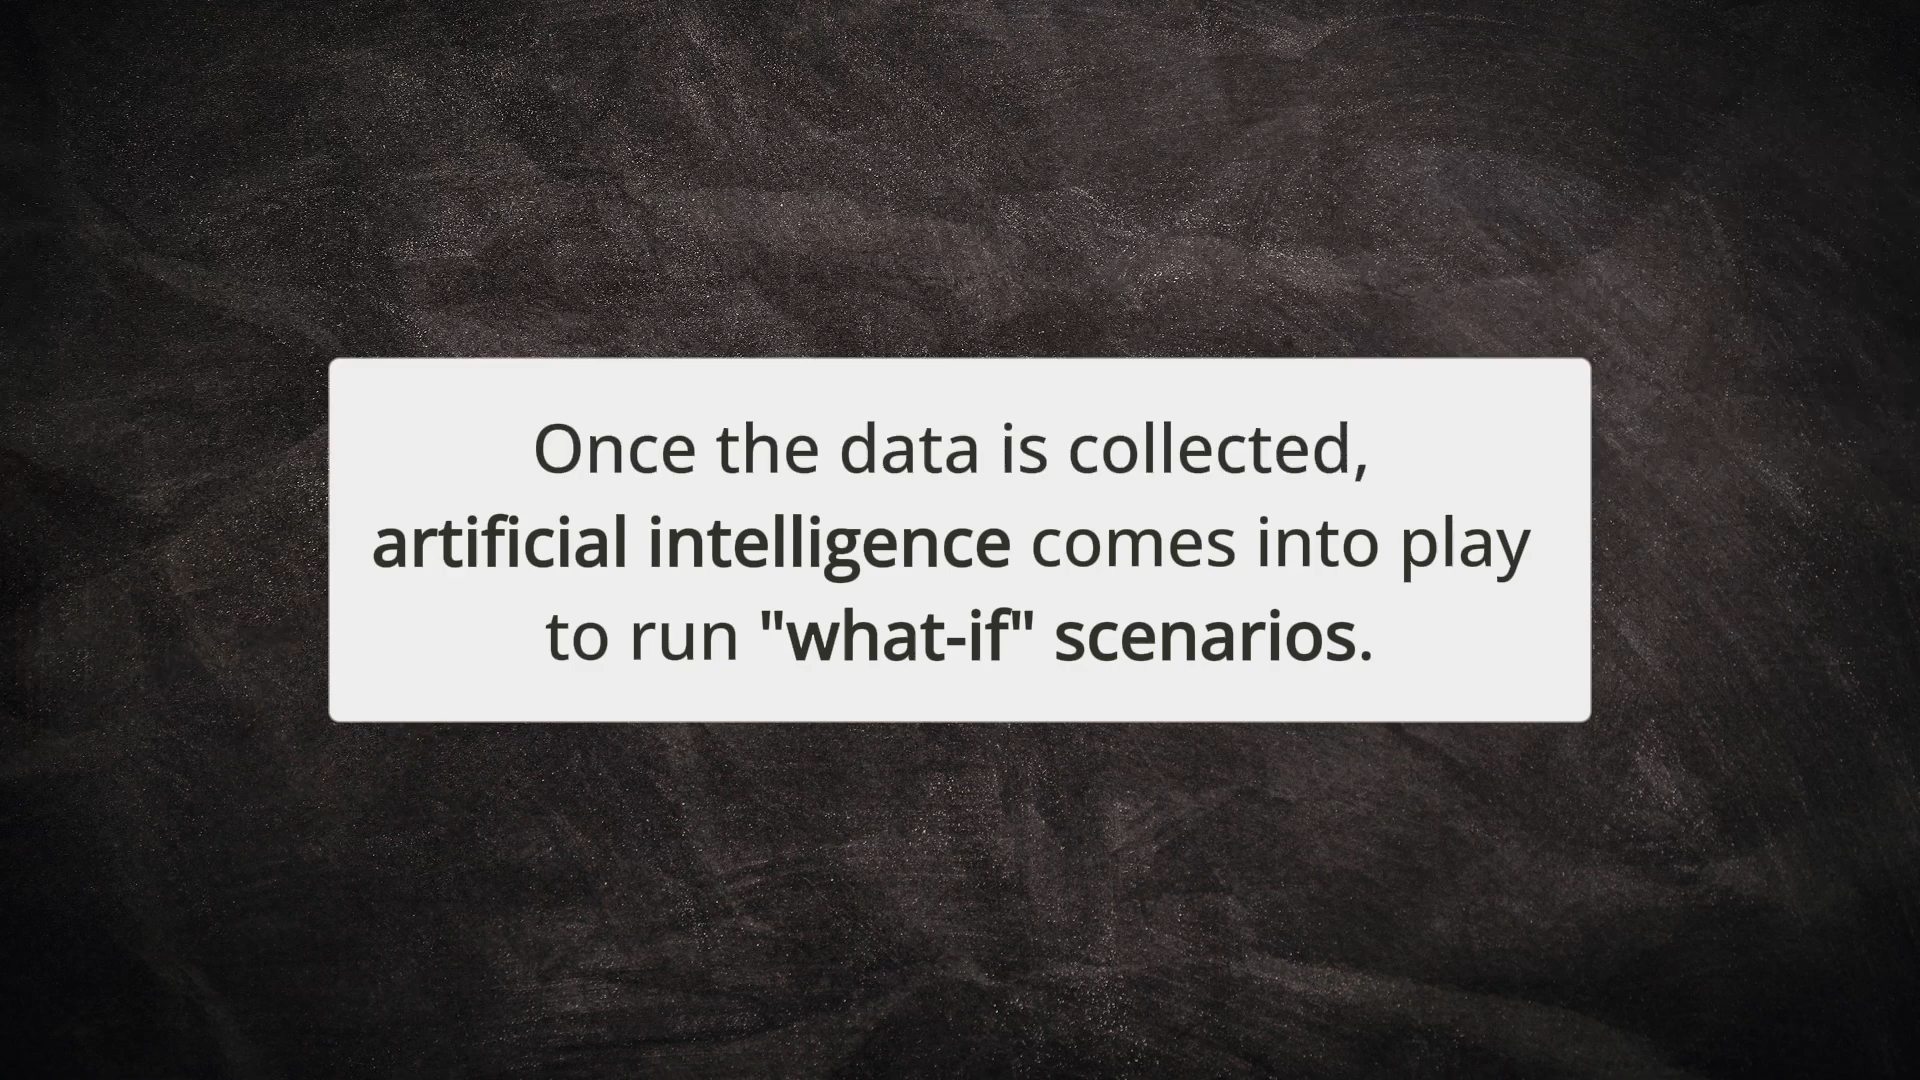 Once the data is collected,
artificial intelligence comes into play
to run "what-if" scenarios.